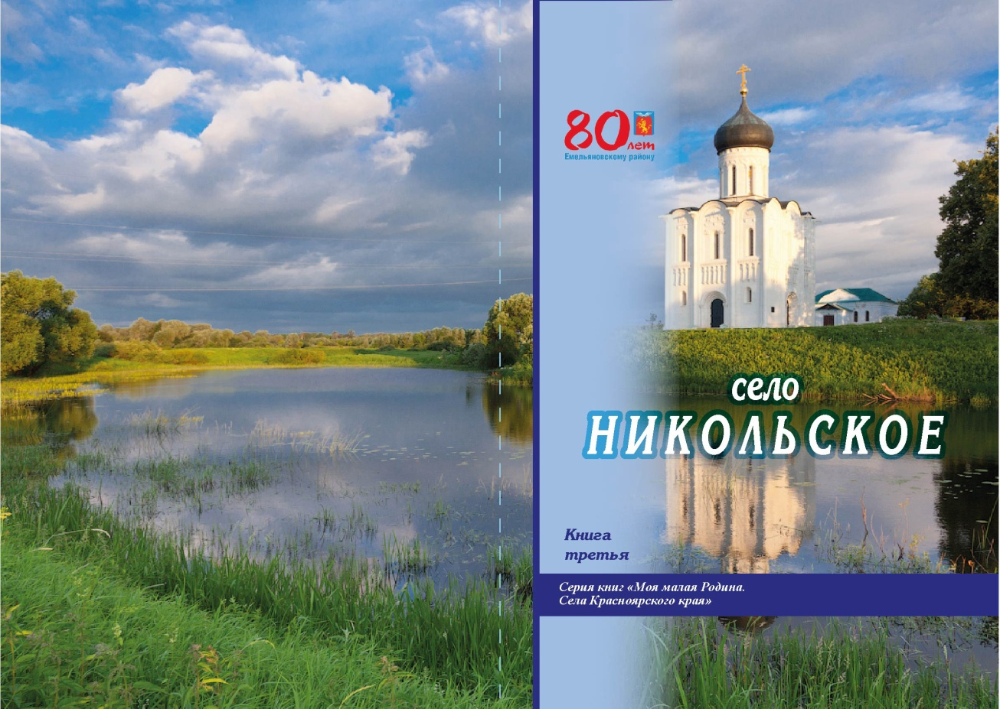 80 лет
Емельяновскому району
село
НИКОЛЬСКОЕ
Книга
третья
Серия книг «Моя малая Родина.
Села Красноярского края»